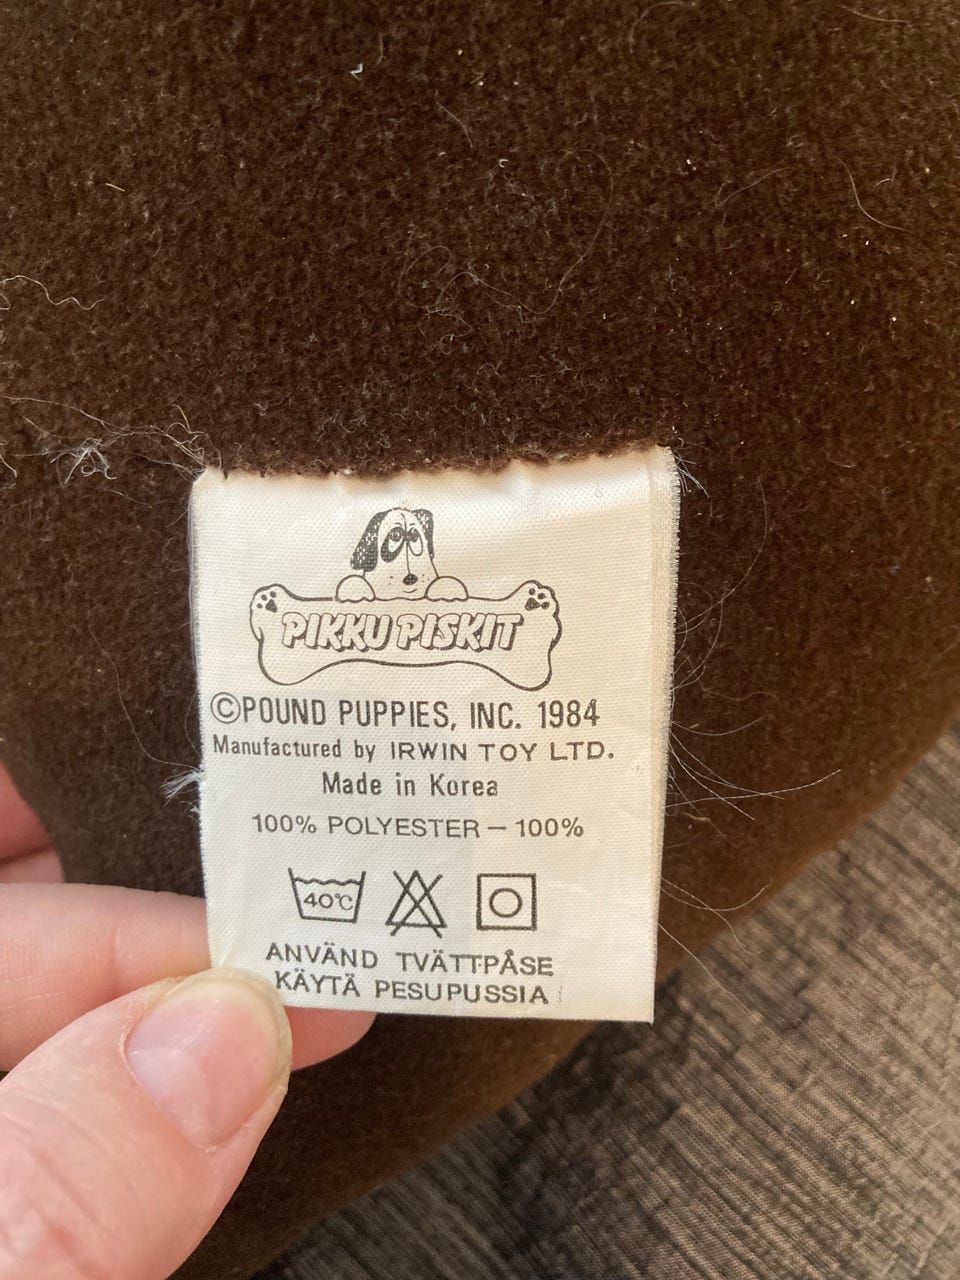 PIKKU PISKIT
©POUND PUPPIES, INC. 1984
Manufactured by IRWIN TOY LTD.
Made in Korea
100% POLYESTER – 100%
40°C
ANVÄND TVÄTTPÅSE
KÄYTÄ PESUPUSSIA